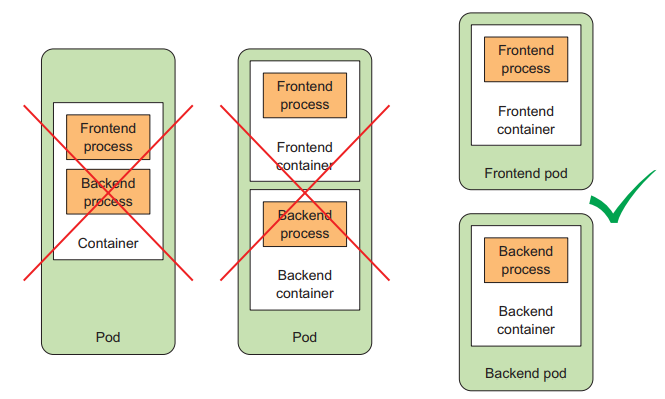 Frontend
process
Backend
process
Container
Pod
Frontend
process
Frontend
container
Backend
process
Backend
container
Pod
Frontend
process
Frontend
container
Frontend pod
Backend
process
Backend
container
Backend pod